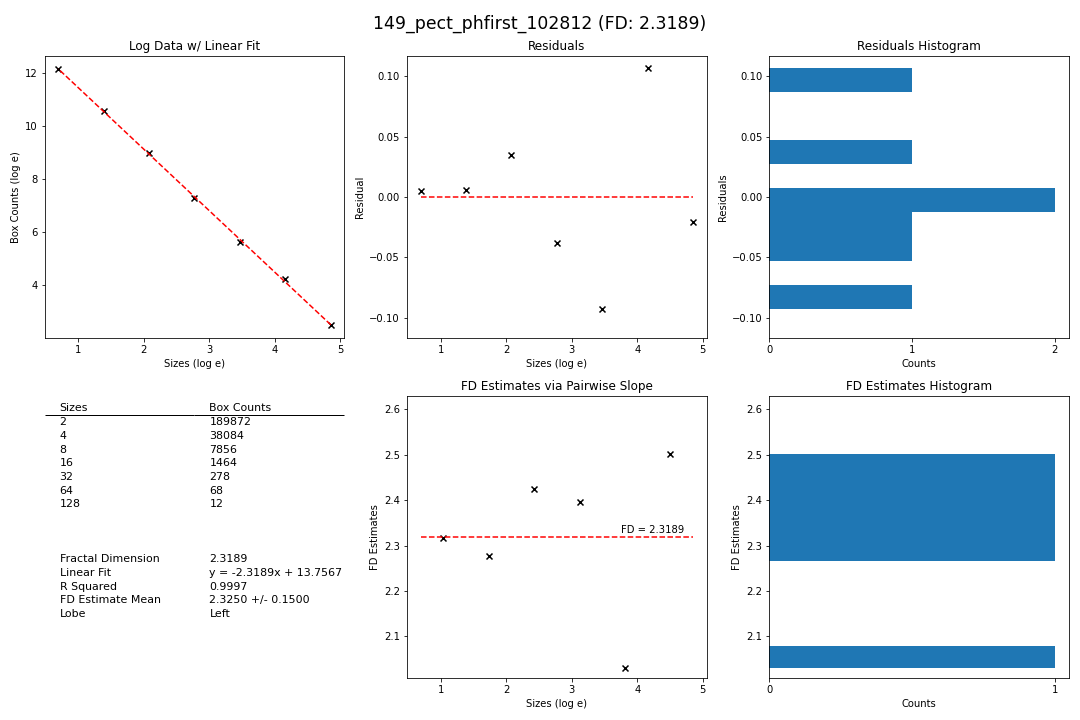 149_pect_phfirst_102812 (FD: 2.3189)
Log Data w/ Linear Fit
Box Counts (log e)
12
10
8
6
4
1 2 3 4 5
Sizes (log e)
Residuals
Residual
0.10
0.05
0.00
−0.05
−0.10
1 2 3 4 5
Sizes (log e)
Residuals Histogram
Residuals
0.10
0.05
0.00
−0.05
−0.10
0 1 2
Counts
Sizes Box Counts
2 189872
4 38084
8 7856
16 1464
32 278
64 68
128 12
Fractal Dimension 2.3189
Linear Fit y = -2.3189x + 13.7567
R Squared 0.9997
FD Estimate Mean 2.3250 +/- 0.1500
Lobe Left
FD Estimates via Pairwise Slope
FD Estimates
2.6
2.5
2.4
2.3
2.2
2.1
FD = 2.3189
1 2 3 4 5
Sizes (log e)
FD Estimates Histogram
FD Estimates
2.6
2.5
2.4
2.3
2.2
2.1
0 1
Counts